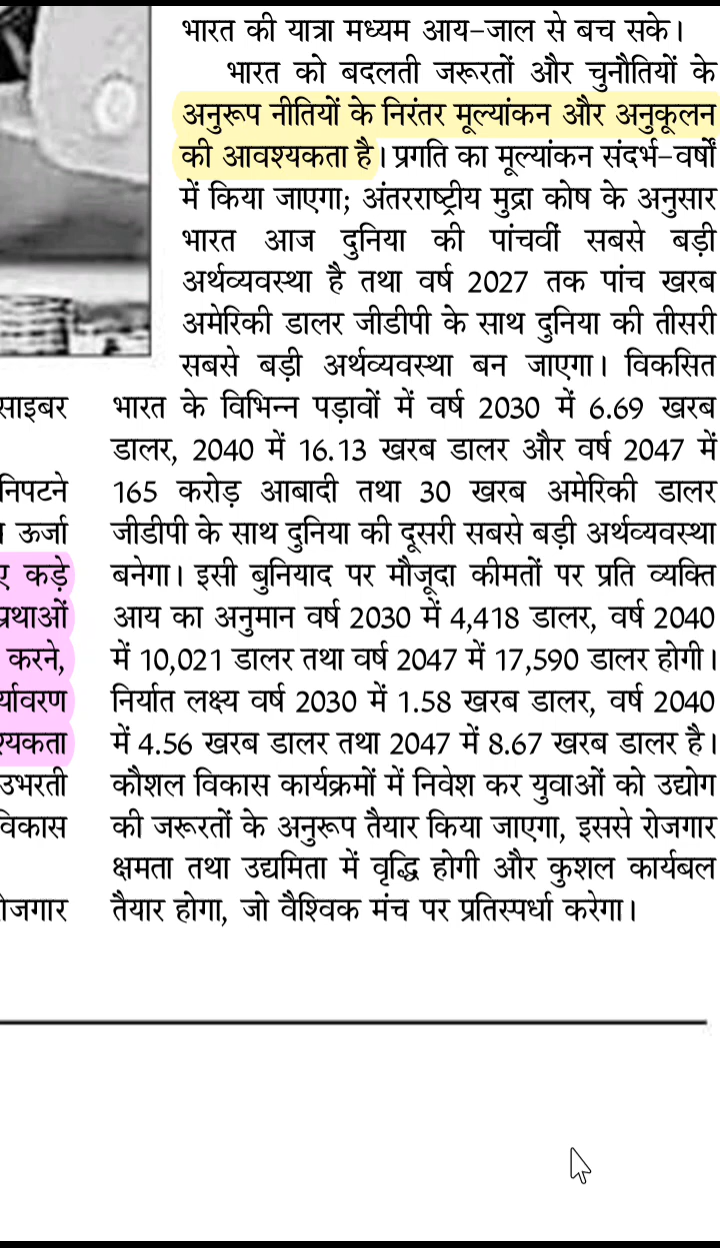 भारत की यात्रा मध्यम आय-जाल से बच सके।
भारत को बदलती जरूरतों और चुनौतियों के
अनुरूप नीतियों के निरंतर मूल्यांकन और अनुकूलन
की आवश्यकता है। प्रगति का मूल्यांकन संदर्भ-वर्षों
में किया जाएगा; अंतरराष्ट्रीय मुद्रा कोष के अनुसार
भारत आज दुनिया की पांचवीं सबसे बड़ी
अर्थव्यवस्था है तथा वर्ष 2027 तक पांच खरब
अमेरिकी डालर जीडीपी के साथ दुनिया की तीसरी
सबसे बड़ी अर्थव्यवस्था बन जाएगा। विकसित
भारत के विभिन्न पड़ावों में वर्ष 2030 में 6.69 खरब
डालर, 2040 में 16.13 खरब डालर और वर्ष 2047 में
165 करोड़ आबादी तथा 30 खरब अमेरिकी डालर
जीडीपी के साथ दुनिया की दूसरी सबसे बड़ी अर्थव्यवस्था
बनेगा। इसी बुनियाद पर मौजूदा कीमतों पर प्रति व्यक्ति
आय का अनुमान वर्ष 2030 में 4,418 डालर, वर्ष 2040
में 10,021 डालर तथा वर्ष 2047 में 17,590 डालर होगी।
निर्यात लक्ष्य वर्ष 2030 में 1.58 खरब डालर, वर्ष 2040
में 4.56 खरब डालर तथा 2047 में 8.67 खरब डालर है।
कौशल विकास कार्यक्रमों में निवेश कर युवाओं को उद्योग
की जरूरतों के अनुरूप तैयार किया जाएगा, इससे रोजगार
क्षमता तथा उद्यमिता में वृद्धि होगी और कुशल कार्यबल
तैयार होगा, जो वैश्विक मंच पर प्रतिस्पर्धा करेगा।
साइबर
निपटने
ऊर्जा
कड़े
करने,
उभरती
विकास